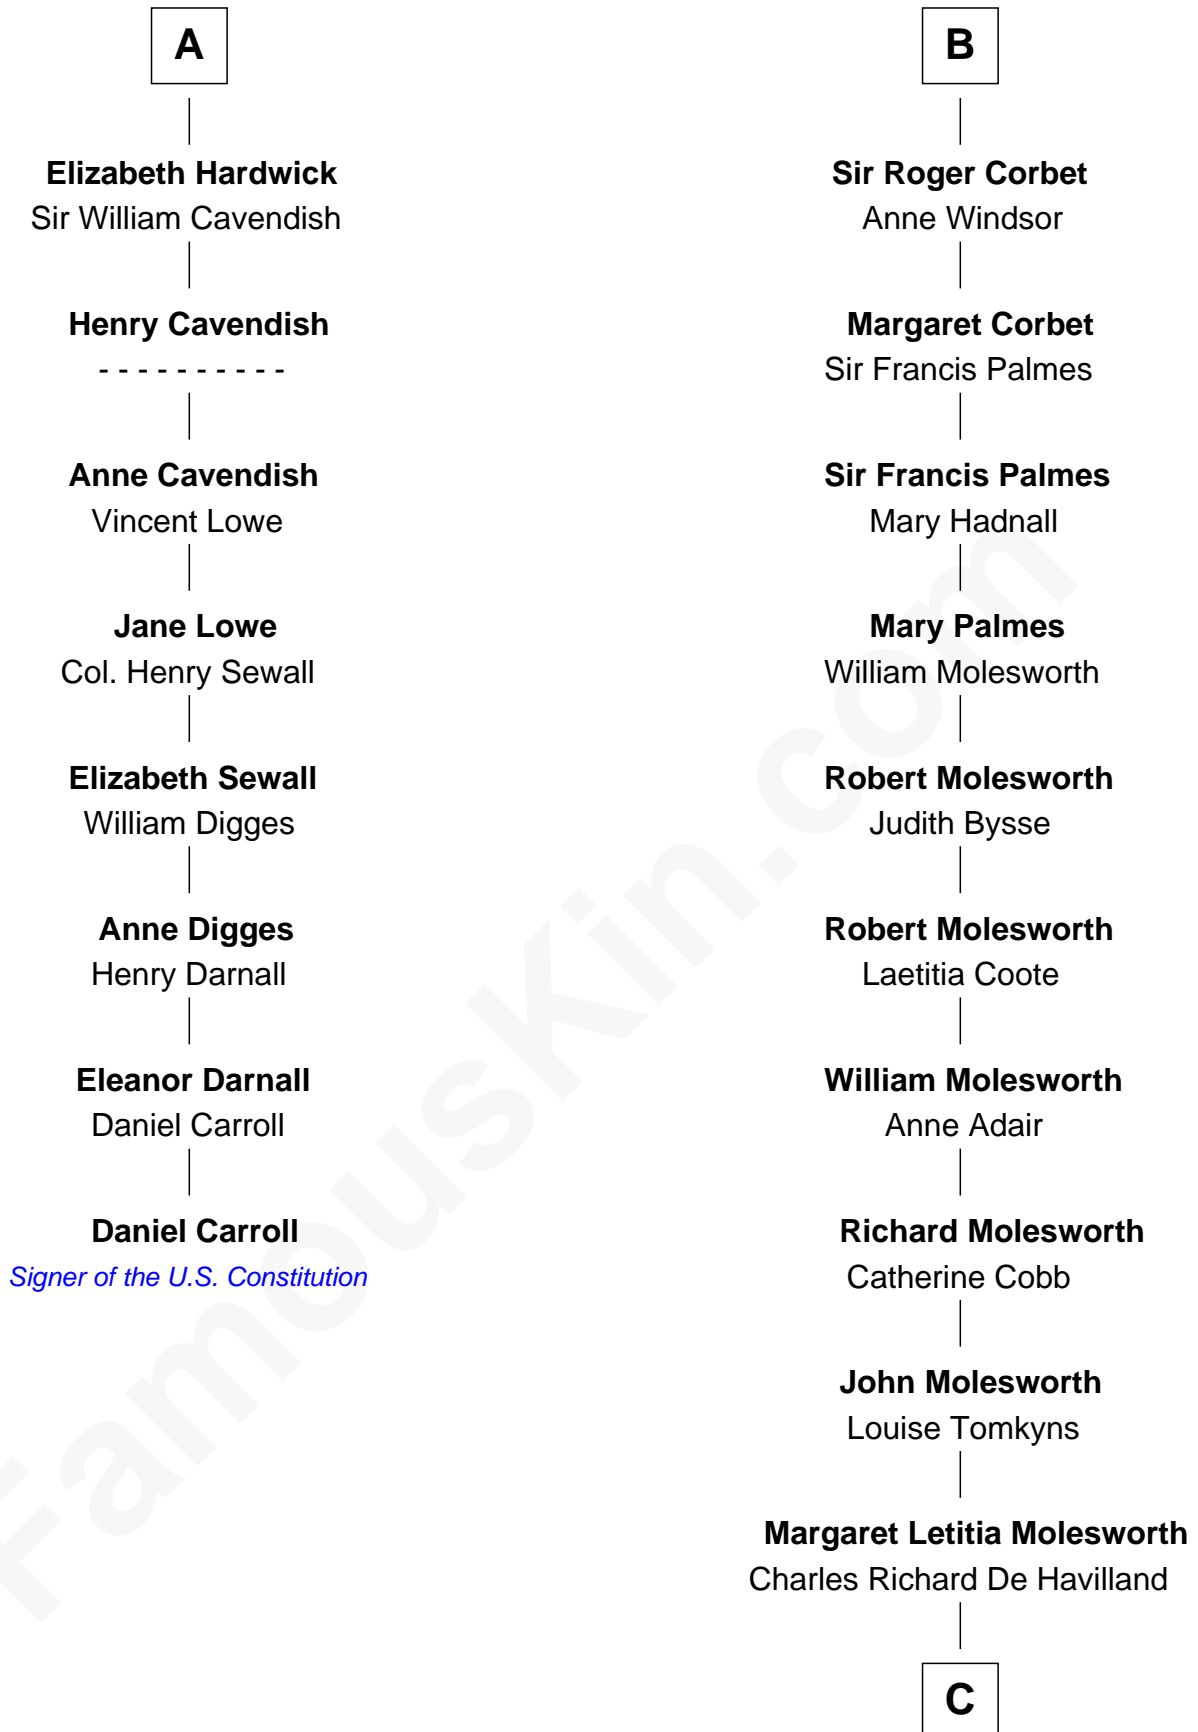 A
Elizabeth Hardwick
Sir William Cavendish
Henry Cavendish
- - - - - - - - - -
Anne Cavendish
Vincent Lowe
Jane Lowe
Col. Henry Sewall
Elizabeth Sewall
William Digges
Anne Digges
Henry Darnall
Eleanor Darnall
Daniel Carroll
Daniel Carroll
Signer of the U.S. Constitution
B
Sir Roger Corbet
Anne Windsor
Margaret Corbet
Sir Francis Palmes
Sir Francis Palmes
Mary Hadnall
Mary Palmes
William Molesworth
Robert Molesworth
Judith Bysse
Robert Molesworth
Laetitia Coote
William Molesworth
Anne Adair
Richard Molesworth
Catherine Cobb
John Molesworth
Louise Tomkyns
Margaret Letitia Molesworth
Charles Richard De Havilland
C
FamousKin.com